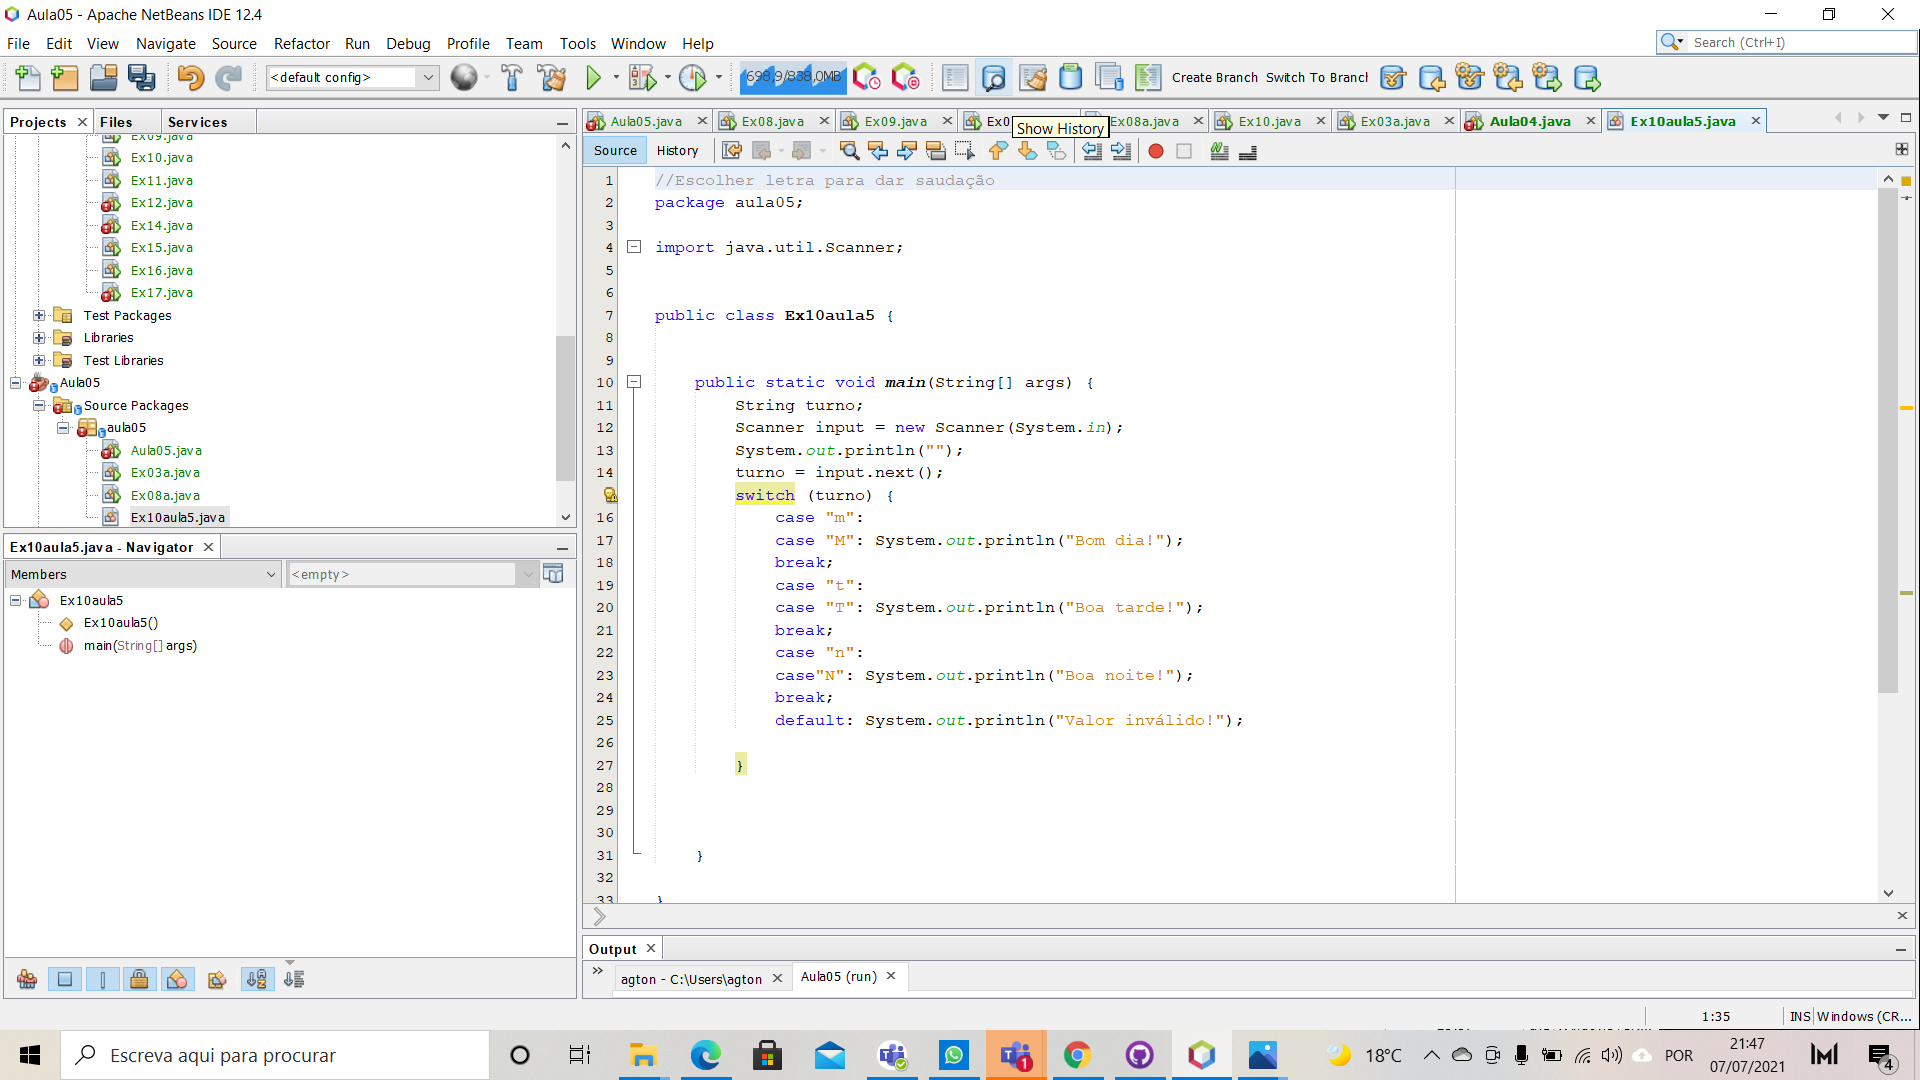 Aula05 - Apache NetBeans IDE 12.4
File Edit View Navigate Source Refactor Run Debug Profile Team Tools Window Help
Search (Ctrl+I)
<default config>
698,9/838,0MB
Create Branch Switch To Branch
Projects Files Services
Aula05.java Ex08.java Ex09.java Ex0 Ex08a.java Ex10.java Ex03a.java Aula04.java Ex10aula5.java
Show History
Source History
Ex09.java
Ex10.java
Ex11.java
Ex12.java
Ex14.java
Ex15.java
Ex16.java
Ex17.java
Test Packages
Libraries
Test Libraries
Aula05
Source Packages
aula05
Aula05.java
Ex03a.java
Ex08a.java
Ex10aula5.java
Ex10aula5.java - Navigator
Members
<empty>
Ex10aula5
Ex10aula5()
main(String[] args)
1 //Escolher letra para dar saudação
2 package aula05;
3
4 import java.util.Scanner;
5
6
7 public class Ex10aula5 {
8
9
10 public static void main(String[] args) {
11 String turno;
12 Scanner input = new Scanner(System.in);
13 System.out.println("");
14 turno = input.next();
switch (turno) {
16 case "m":
17 case "M": System.out.println("Bom dia!");
18 break;
19 case "t":
20 case "T": System.out.println("Boa tarde!");
21 break;
22 case "n":
23 case"N": System.out.println("Boa noite!");
24 break;
25 default: System.out.println("Valor inválido!");
26
27 }
28
29
30
31 }
32
33 }
Output
agton - C:\Users\agton Aula05 (run)
1:35 INS Windows (CR...
Escreva aqui para procurar
1
18°C
POR
21:47
07/07/2021
4